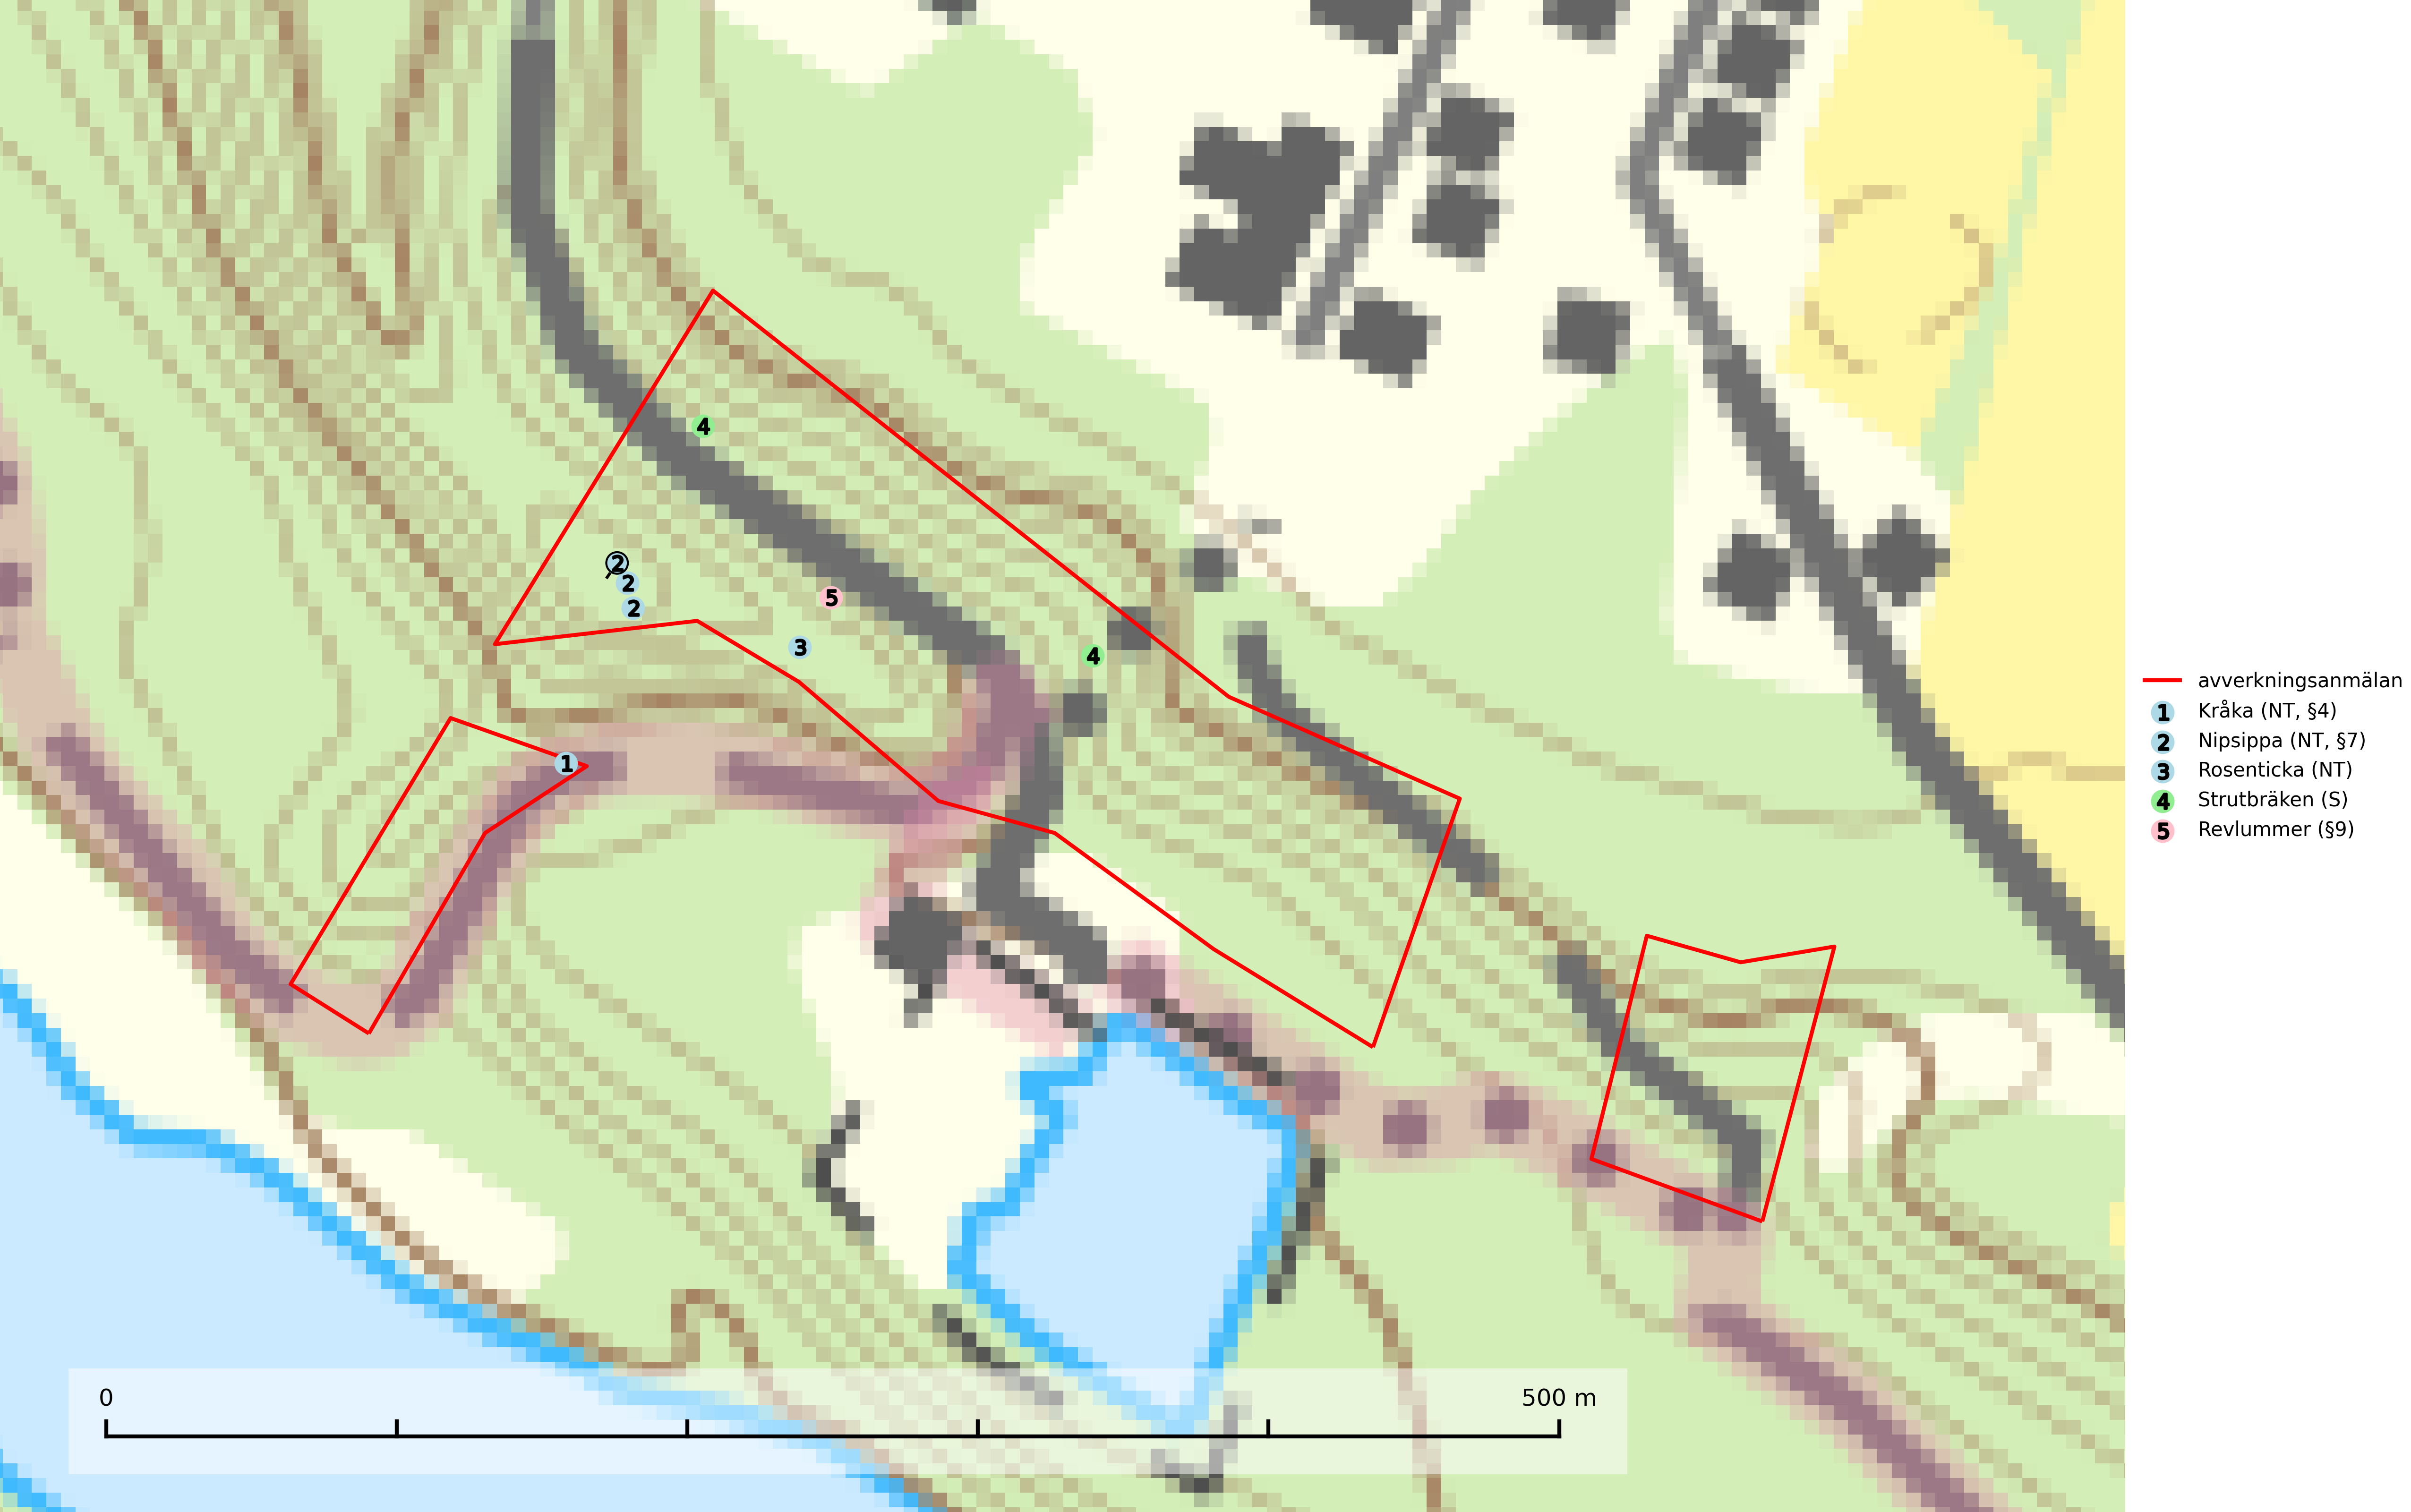 4
2
2
2
5
3
4
1
avverkningsanmälan
1 Kråka (NT, §4)
2 Nipsippa (NT, §7)
3 Rosenticka (NT)
4 Strutbräken (S)
5 Revlummer (§9)
0 500 m